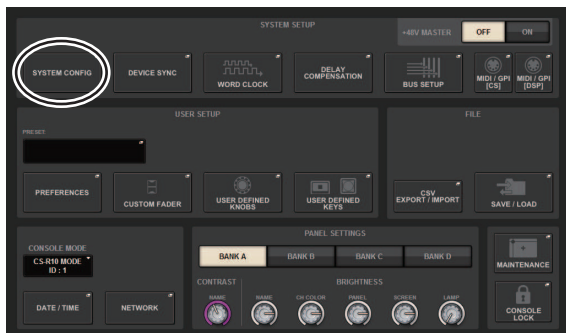 SYSTEM SETUP
+48V MASTER
OFF
ON
SYSTEM CONFIG
DEVICE SYNC
WORD CLOCK
DELAY
COMPENSATION
BUS SETUP
MIDI / GPI
[CS]
MIDI / GPI
[DSP]
USER SETUP
FILE
PRESET
PREFERENCES
CUSTOM FADER
USER DEFINED
KNOBS
USER DEFINED
KEYS
CSV
EXPORT / IMPORT
SAVE / LOAD
CONSOLE MODE
CS-R10 MODE
ID : 1
DATE / TIME
NETWORK
PANEL SETTINGS
BANK A
BANK B
BANK C
BANK D
CONTRAST
BRIGHTNESS
NAME
NAME
CH COLOR
PANEL
SCREEN
LAMP
MAINTENANCE
CONSOLE
LOCK